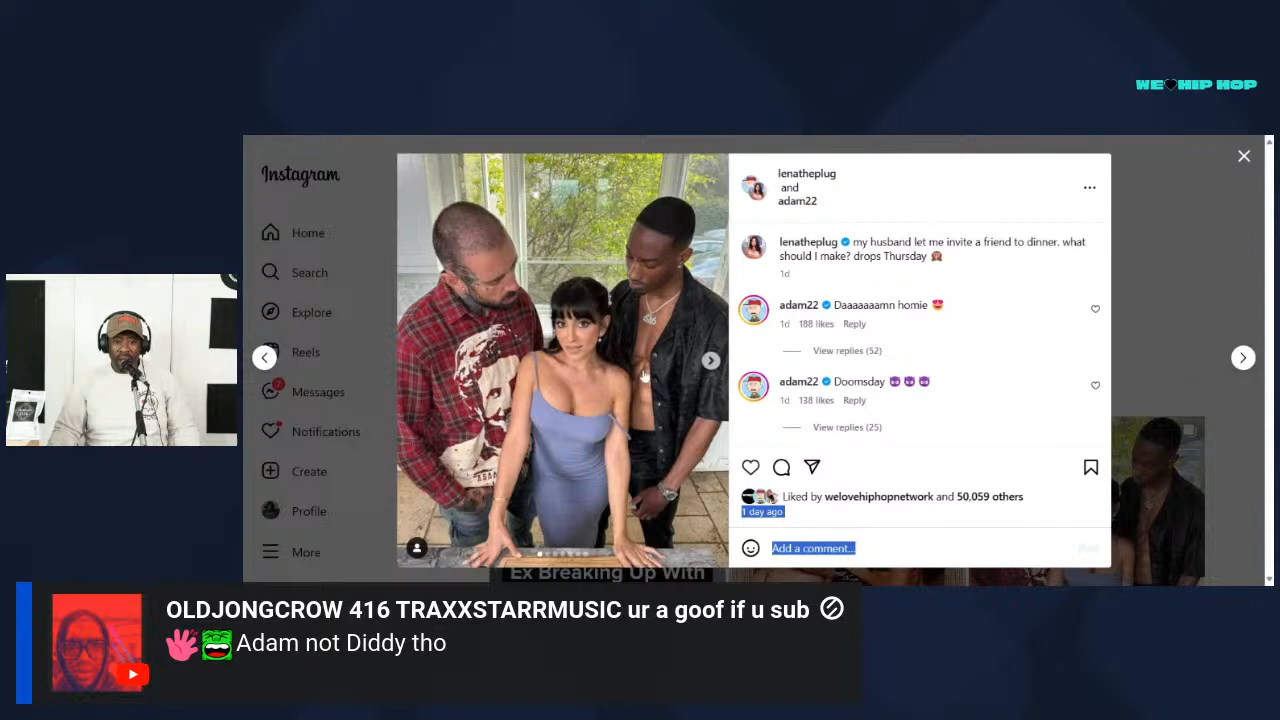 WE HIP HOP
Instagram
Home
Search
Explore
Reels
Messages
Notifications
Create
Profile
More
lenatheplug
and
adam22
lenatheplug my husband let me invite a friend to dinner. what
should I make? drops Thursday 🙈
1d
adam22 Daaaaaaamn homie 😍
1d 188 likes Reply
View replies (52)
adam22 Doomsday 😈 😈 😈
1d 138 likes Reply
View replies (25)
Liked by welovehiphopnetwork and 50,059 others
1 day ago
Add a comment...
Post
Ex Breaking Up With
OLDJONGCROW 416 TRAXXSTARRMUSIC ur a goof if u sub
Adam not Diddy tho